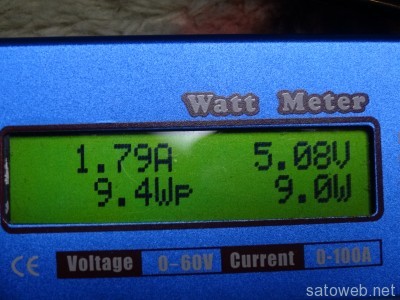 Watt Meter
1.79A 5.08V
9.4Wp 9.0W
CE Voltage 0-60V Current 0-100A
satoweb.net